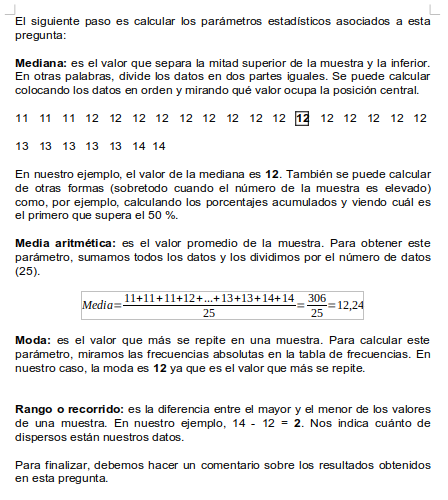 El siguiente paso es calcular los parámetros estadísticos asociados a esta
pregunta:
Mediana: es el valor que separa la mitad superior de la muestra y la inferior.
En otras palabras, divide los datos en dos partes iguales. Se puede calcular
colocando los datos en orden y mirando qué valor ocupa la posición central.
11 11 11 12 12 12 12 12 12 12 12 12 12 12 12 12 12 12
13 13 13 13 13 14 14
En nuestro ejemplo, el valor de la mediana es 12. También se puede calcular
de otras formas (sobretodo cuando el número de la muestra es elevado)
como, por ejemplo, calculando los porcentajes acumulados y viendo cuál es
el primero que supera el 50 %.
Media aritmética: es el valor promedio de la muestra. Para obtener este
parámetro, sumamos todos los datos y los dividimos por el número de datos
(25).
Media=11+11+11+12+...+13+13+14+14/25=306/25=12,24
Moda: es el valor que más se repite en una muestra. Para calcular este
parámetro, miramos las frecuencias absolutas en la tabla de frecuencias. En
nuestro caso, la moda es 12 ya que es el valor que más se repite.
Rango o recorrido: es la diferencia entre el mayor y el menor de los valores
de una muestra. En nuestro ejemplo, 14 - 12 = 2. Nos indica cuánto de
dispersos están nuestros datos.
Para finalizar, debemos hacer un comentario sobre los resultados obtenidos
en esta pregunta.